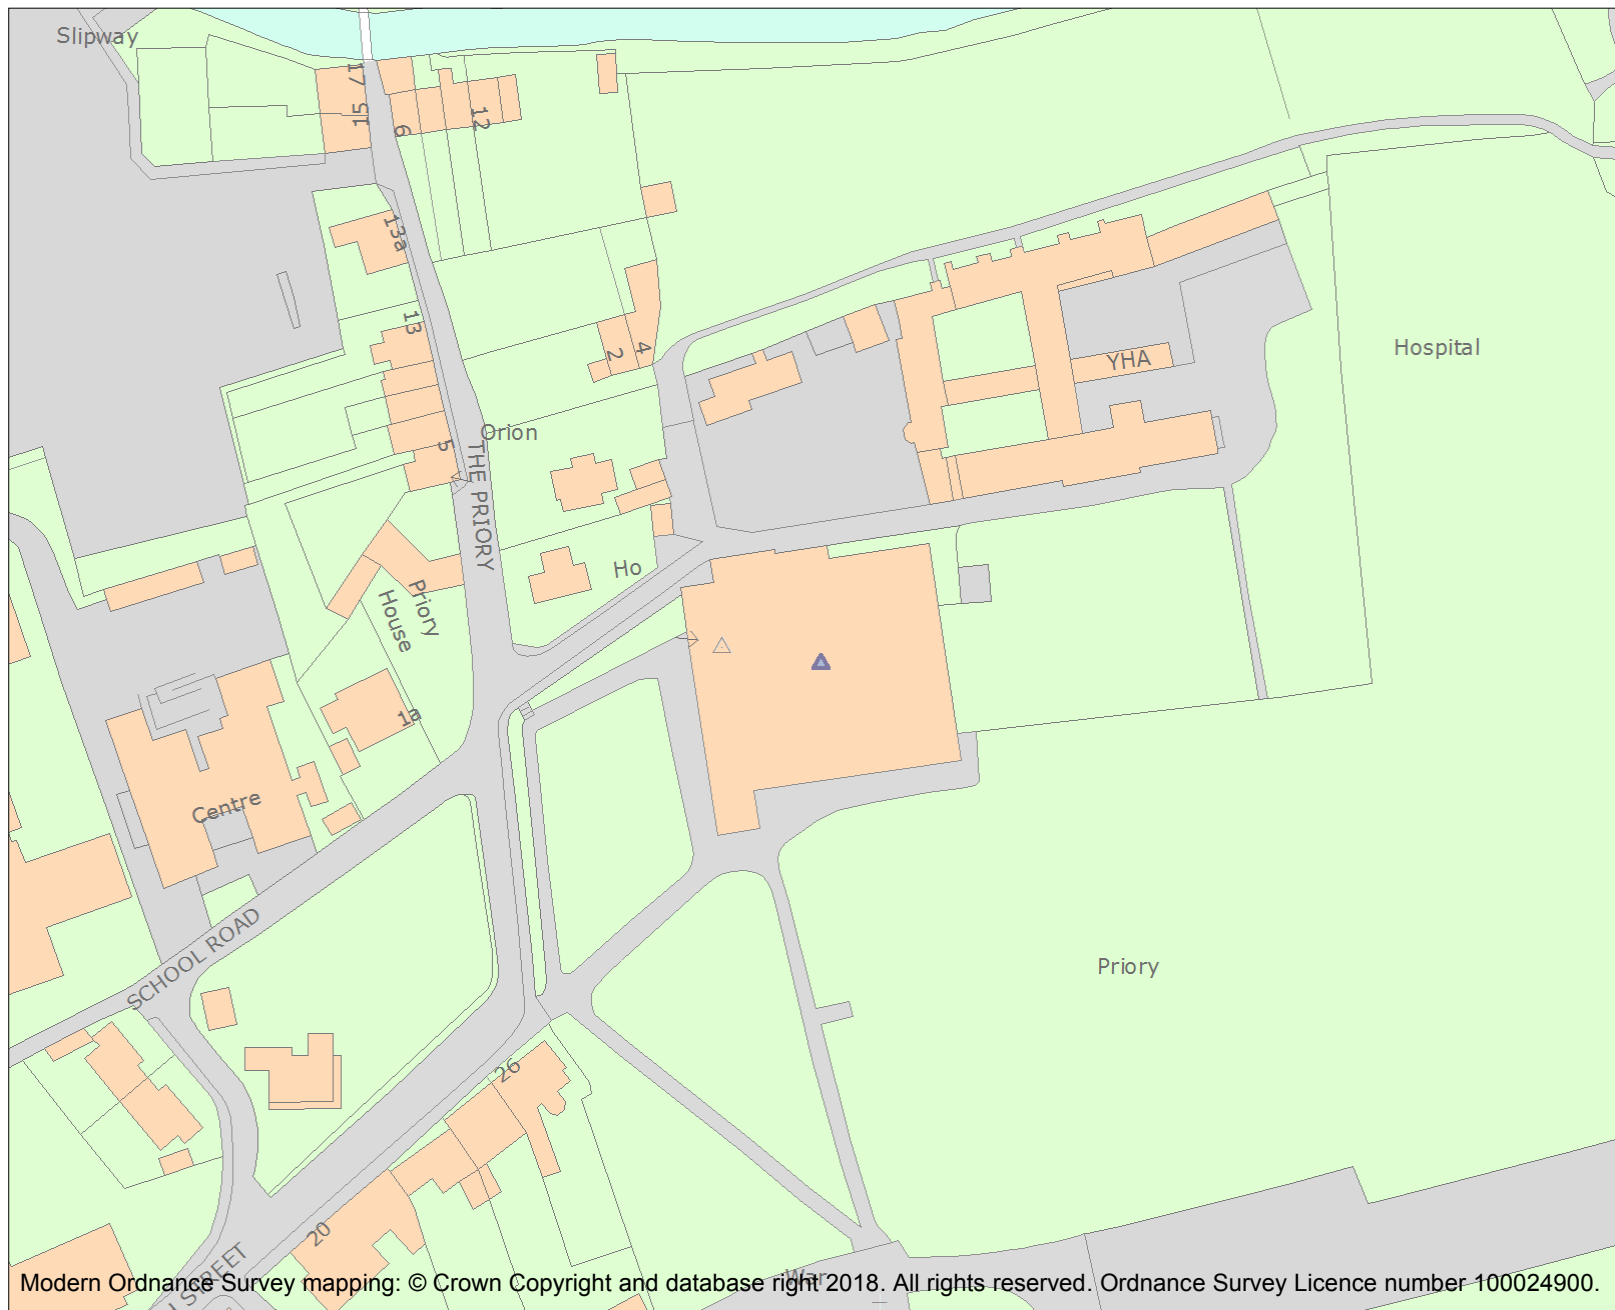 Slipway
17
15
6
12
13a
13
2
4
YHA
Hospital
Orion
5
THE PRIORY
Ho
Priory
House
Centre
SCHOOL ROAD
Priory
26
20
STREET
War
Modern Ordnance Survey mapping: © Crown Copyright and database right 2018. All rights reserved. Ordnance Survey Licence number 100024900.